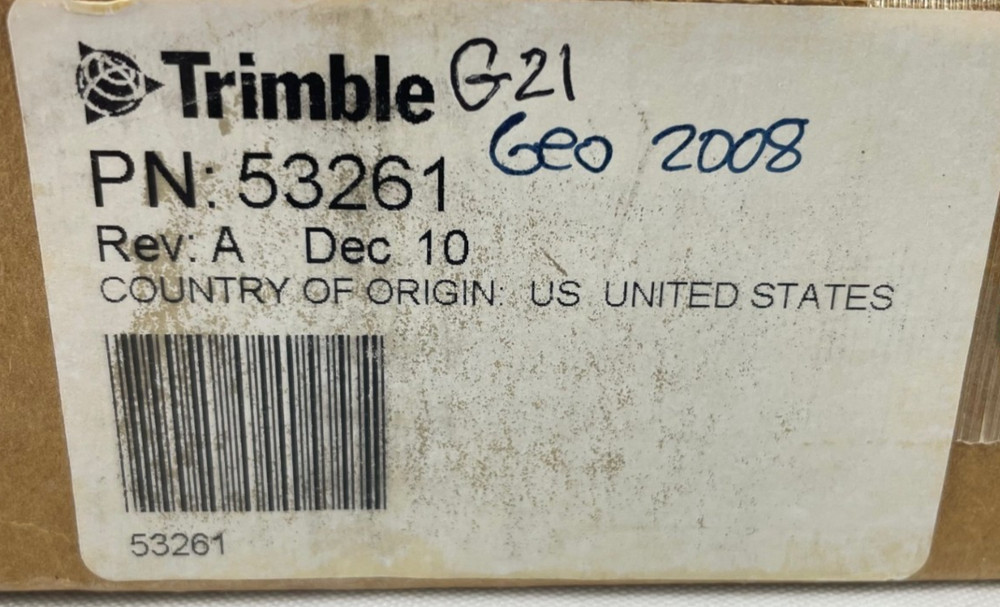 Trimble G21
Geo 2008
PN: 53261
Rev: A Dec 10
COUNTRY OF ORIGIN: US UNITED STATES
53261